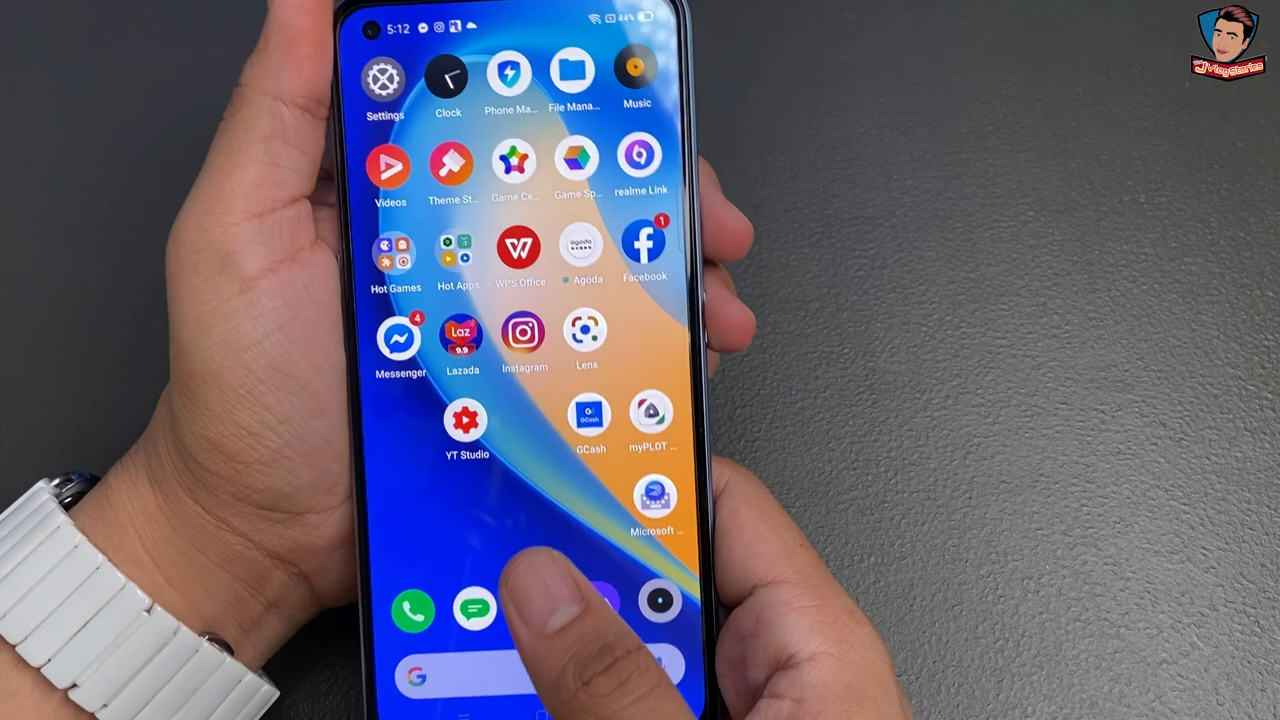 5:12
44%
VlogStories
Settings
Clock
Phone Ma...
File Mana...
Music
Videos
Theme St...
Game Ce...
Game Sp...
realme Link
Hot Games
Hot Apps
W
WPS Office
agoda
Agoda
f
1
Facebook
4
Messenger
Laz
9.9
Lazada
Instagram
Lens
YT Studio
G
GCash
GCash
myPLDT ...
Microsoft ...
G